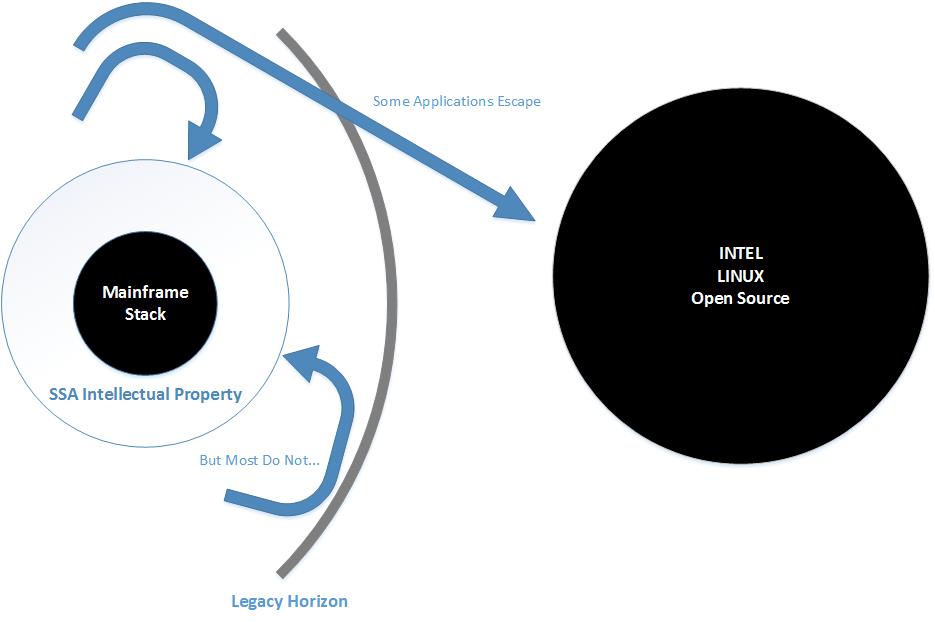 Some Applications Escape
INTEL
LINUX
Open Source
Mainframe
Stack
SSA Intellectual Property
But Most Do Not...
Legacy Horizon